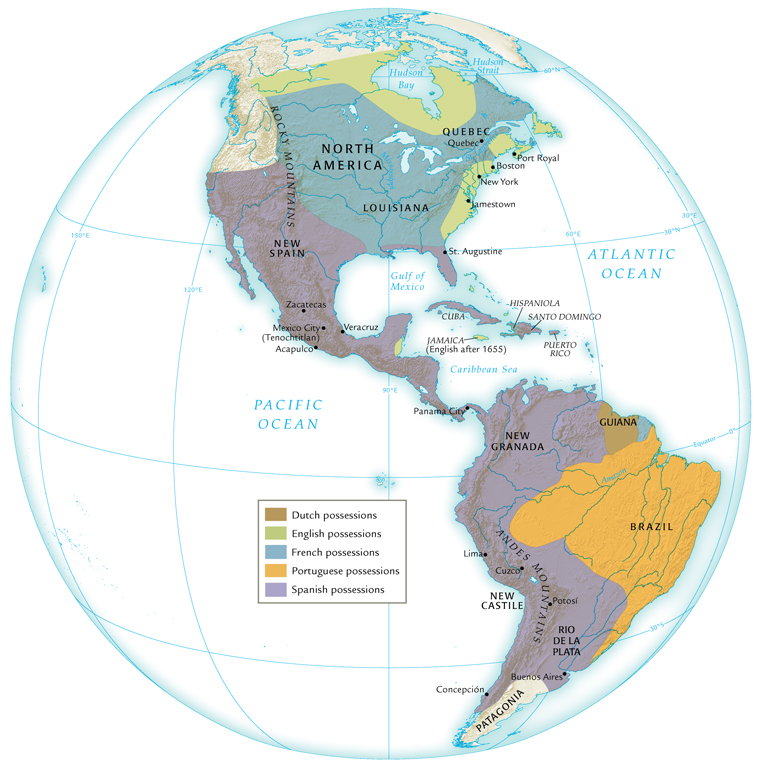 Hudson
Strait
60°N
Hudson
Bay
ROCKY MOUNTAINS
QUEBEC
Quebec
NORTH
AMERICA
Port Royal
Boston
New York
LOUISIANA
Jamestown
30°E
30°N
150°E
60°E
NEW
SPAIN
St. Augustine
ATLANTIC
OCEAN
Gulf of
Mexico
120°E
Zacatecas
HISPANIOLA
CUBA
SANTO DOMINGO
Mexico City
(Tenochtitlan)
Veracruz
Acapulco
JAMAICA
(English after 1655)
PUERTO
RICO
Caribbean Sea
90°E
PACIFIC
OCEAN
Panama City
GUIANA
NEW
GRANADA
Equator
0°
Amazon
BRAZIL
Dutch possessions
English possessions
French possessions
Portuguese possessions
Spanish possessions
ANDES MOUNTAINS
Lima
Cuzco
NEW
CASTILE
Potosí
30°S
RIO
DE LA
PLATA
Buenos Aires
Concepción
PATAGONIA